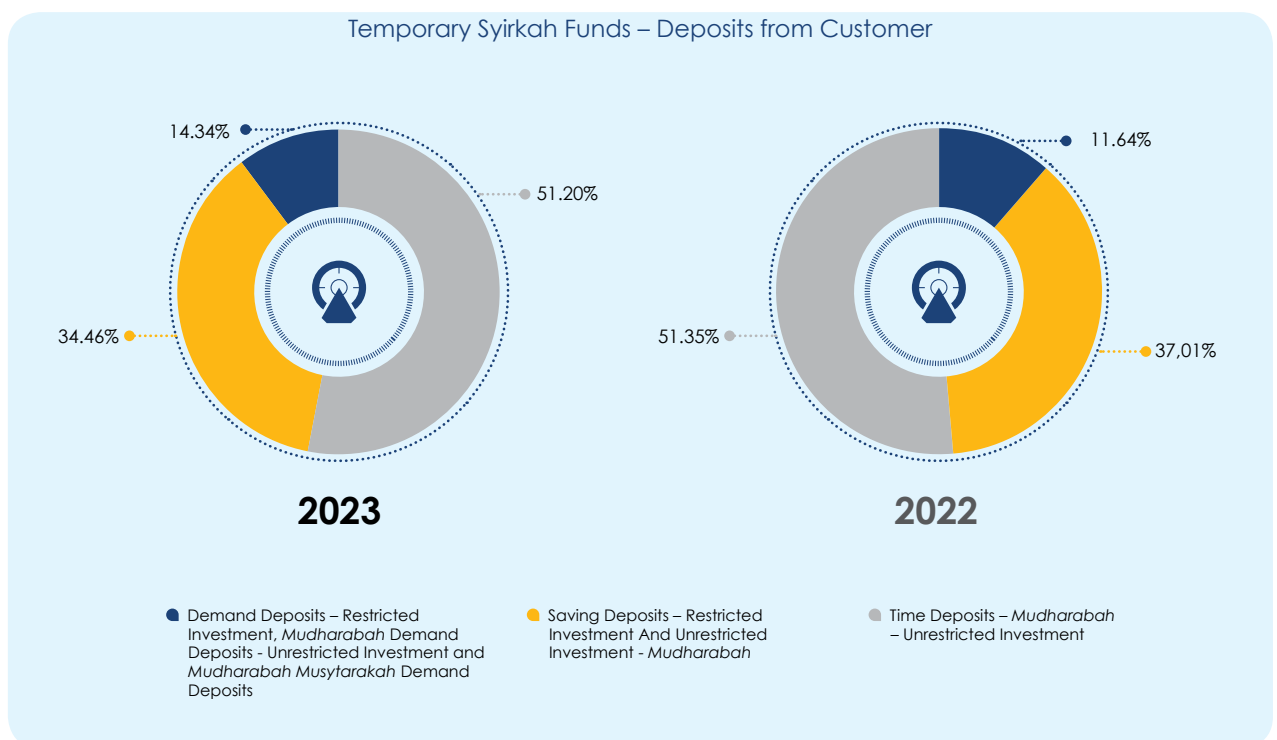 Temporary Syirkah Funds – Deposits from Customer
14.34%
51.20%
34.46%
2023
11.64%
51.35%
37,01%
2022
Demand Deposits – Restricted
Investment, Mudharabah Demand
Deposits - Unrestricted Investment and
Mudharabah Musytarakah Demand
Deposits
Saving Deposits – Restricted
Investment And Unrestricted
Investment - Mudharabah
Time Deposits – Mudharabah
– Unrestricted Investment